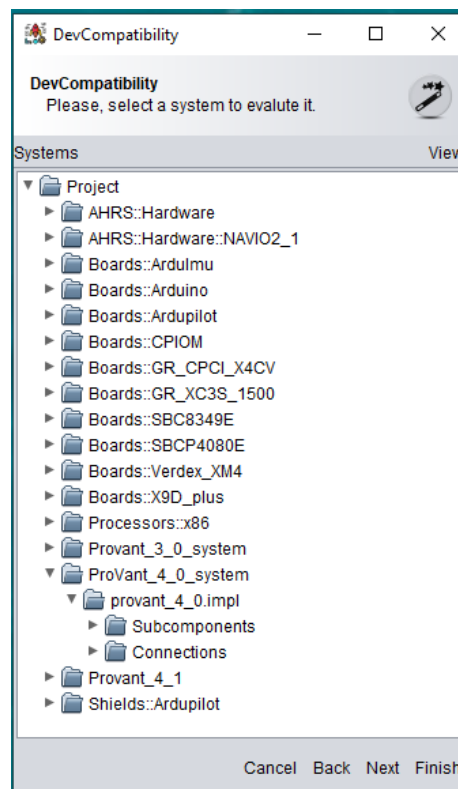 DevCompatibility
DevCompatibility
Please, select a system to evalute it.
Systems View
Project
AHRS::Hardware
AHRS::Hardware::NAVIO2_1
Boards::ArduImu
Boards::Arduino
Boards::Ardupilot
Boards::CPIOM
Boards::GR_CPCI_X4CV
Boards::GR_XC3S_1500
Boards::SBC8349E
Boards::SBCP4080E
Boards::Verdex_XM4
Boards::X9D_plus
Processors::x86
Provant_3_0_system
ProVant_4_0_system
provant_4_0.impl
Subcomponents
Connections
Provant_4_1
Shields::Ardupilot
Cancel Back Next Finish